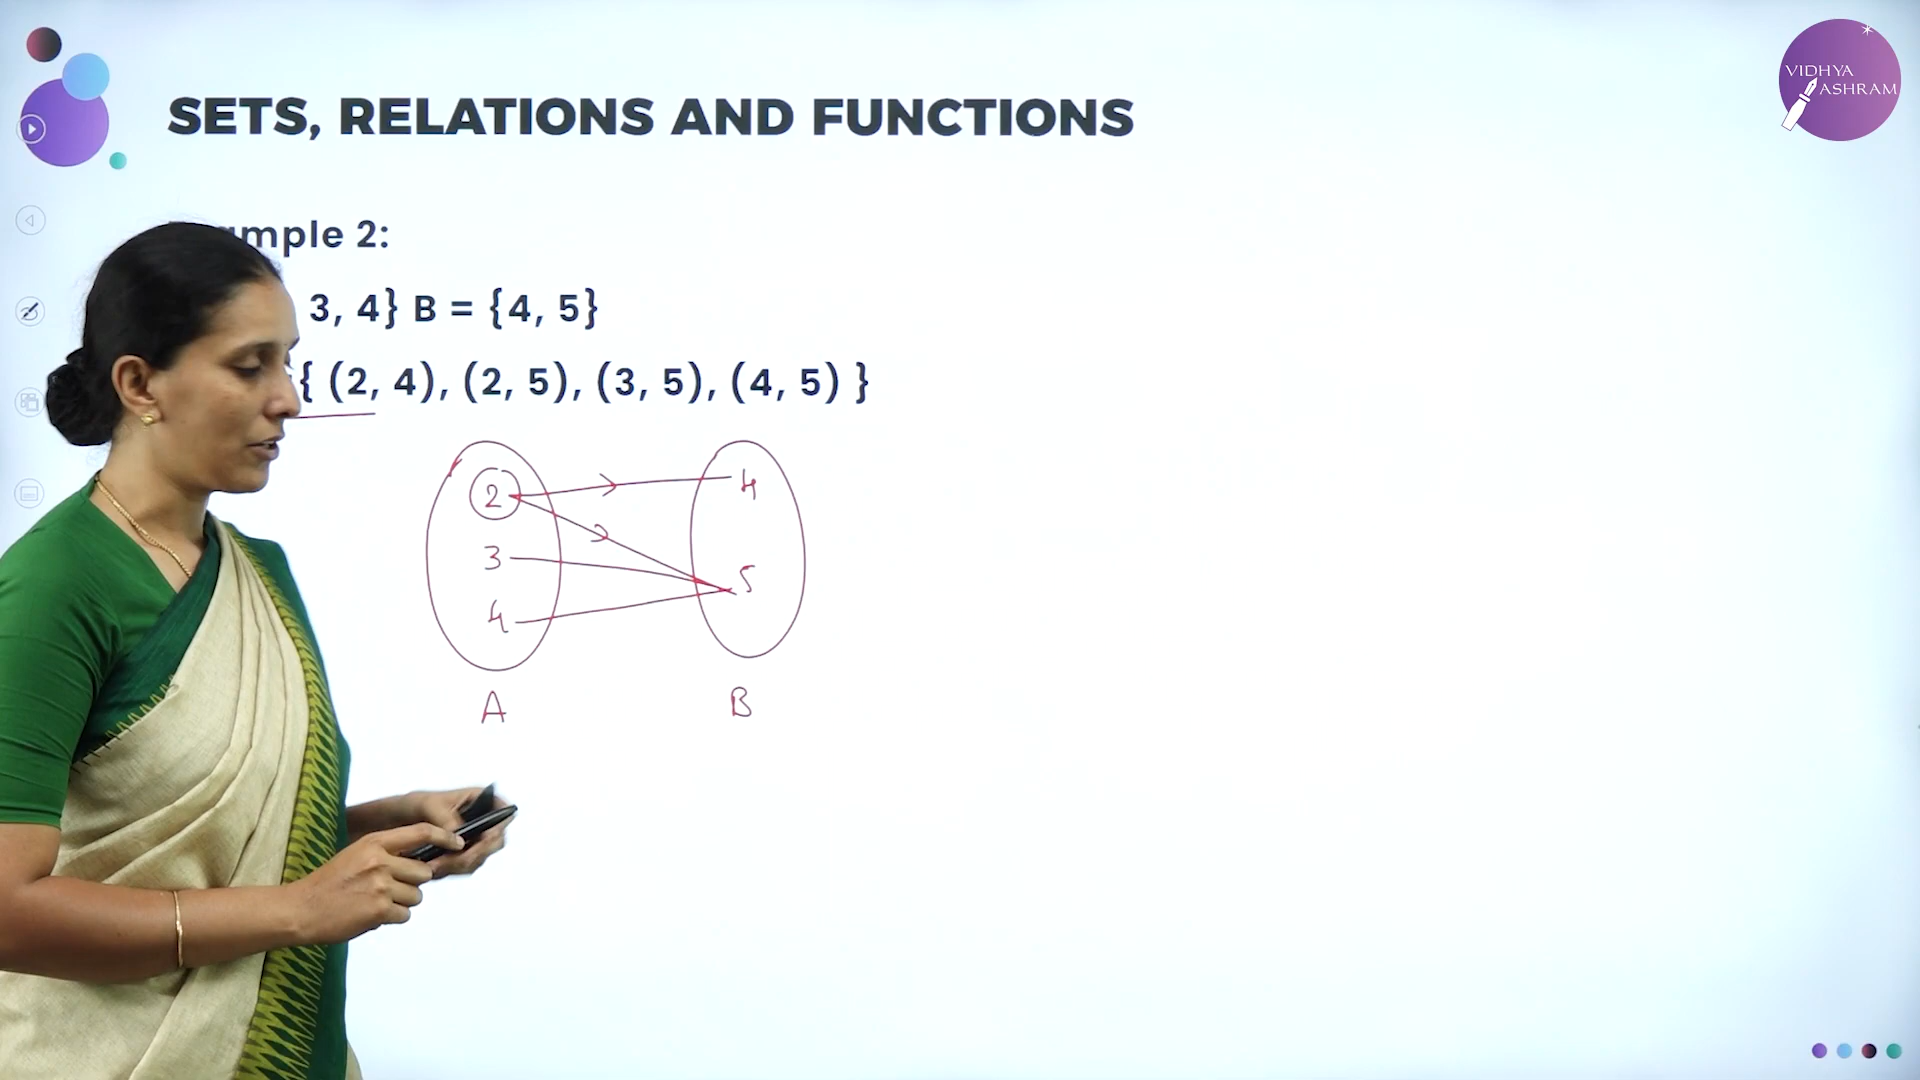 VIDHYA
ASHRAM
SETS, RELATIONS AND FUNCTIONS
mple 2:
3, 4} B = {4, 5}
{ (2, 4), (2, 5), (3, 5), (4, 5) }
2 4
3 5
4
A B